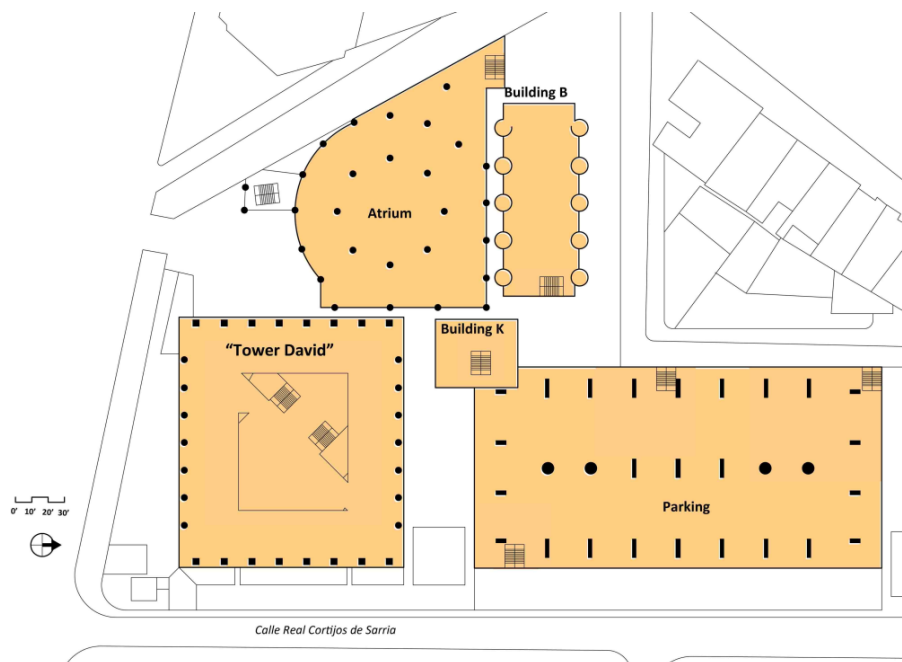 Building B
Atrium
Building K
“Tower David”
Parking
0' 10' 20' 30'
Calle Real Cortijos de Sarria